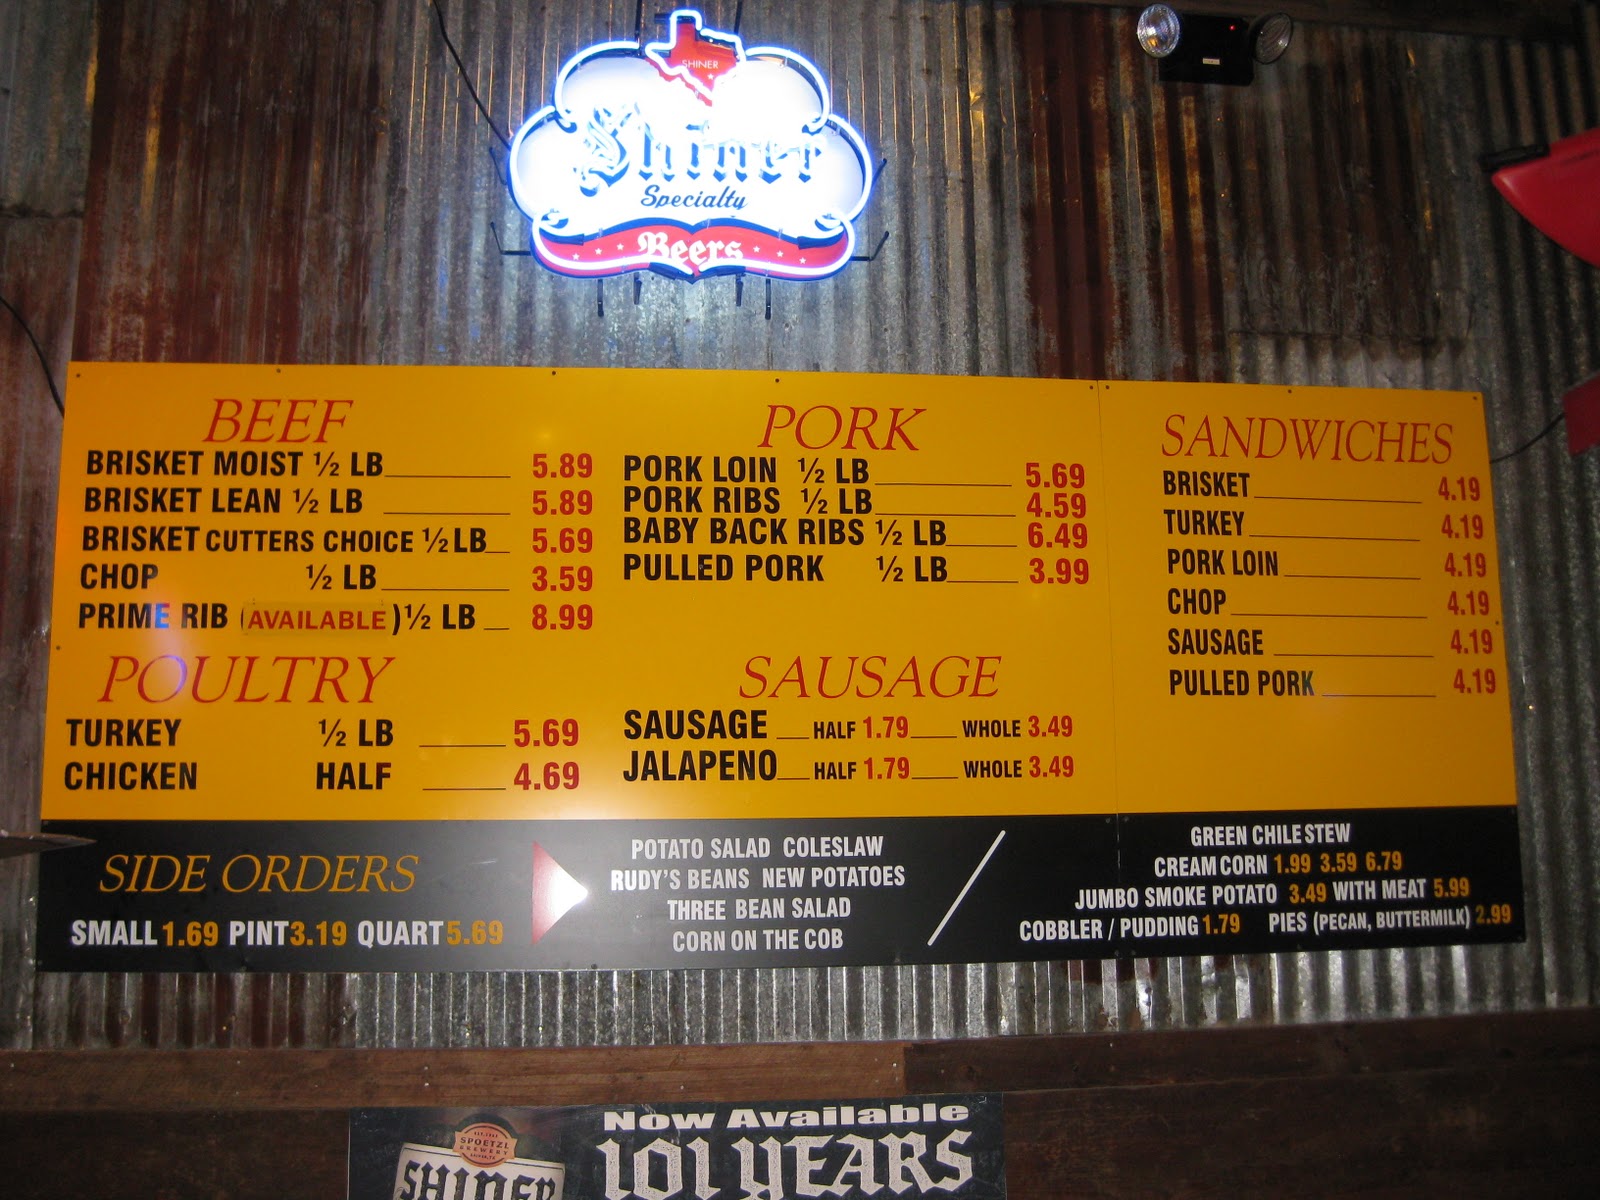 SHINER
Shiner
Specialty
Beers
BEEF
BRISKET MOIST ½ LB 5.89
BRISKET LEAN ½ LB 5.89
BRISKET CUTTERS CHOICE ½ LB 5.69
CHOP ½ LB 3.59
PRIME RIB (AVAILABLE) ½ LB 8.99
POULTRY
TURKEY ½ LB 5.69
CHICKEN HALF 4.69
PORK
PORK LOIN ½ LB 5.69
PORK RIBS ½ LB 4.59
BABY BACK RIBS ½ LB 6.49
PULLED PORK ½ LB 3.99
SAUSAGE
SAUSAGE HALF 1.79 WHOLE 3.49
JALAPENO HALF 1.79 WHOLE 3.49
SANDWICHES
BRISKET 4.19
TURKEY 4.19
PORK LOIN 4.19
CHOP 4.19
SAUSAGE 4.19
PULLED PORK 4.19
SIDE ORDERS
SMALL 1.69 PINT 3.19 QUART 5.69
POTATO SALAD COLESLAW
RUDY'S BEANS NEW POTATOES
THREE BEAN SALAD
CORN ON THE COB
GREEN CHILE STEW
CREAM CORN 1.99 3.59 6.79
JUMBO SMOKE POTATO 3.49 WITH MEAT 5.99
COBBLER / PUDDING 1.79 PIES (PECAN, BUTTERMILK) 2.99
Now Available
101 YEARS
SPOETZL
BREWERY
SHINER